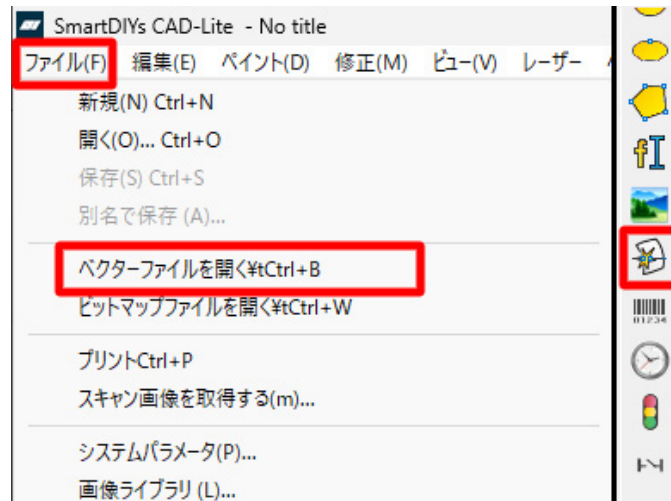 SmartDIYs CAD-Lite - No title
ファイル(F) 編集(E) ペイント(D) 修正(M) ビュー(V) レーザー
新規(N) Ctrl+N
開く(O)... Ctrl+O
保存(S) Ctrl+S
別名で保存 (A)...
ベクターファイルを開く¥tCtrl+B
ビットマップファイルを開く¥tCtrl+W
プリントCtrl+P
スキャン画像を取得する(m)...
システムパラメータ(P)...
画像ライブラリ (L)...
01234